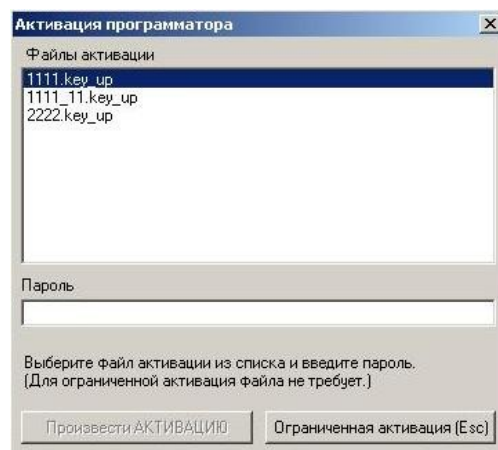 Активация программатора
Файлы активации
1111.key_up
1111_11.key_up
2222.key_up
Пароль
Выберите файл активации из списка и введите пароль.
(Для ограниченной активация файла не требует.)
Произвести АКТИВАЦИЮ
Ограниченная активация (Esc)